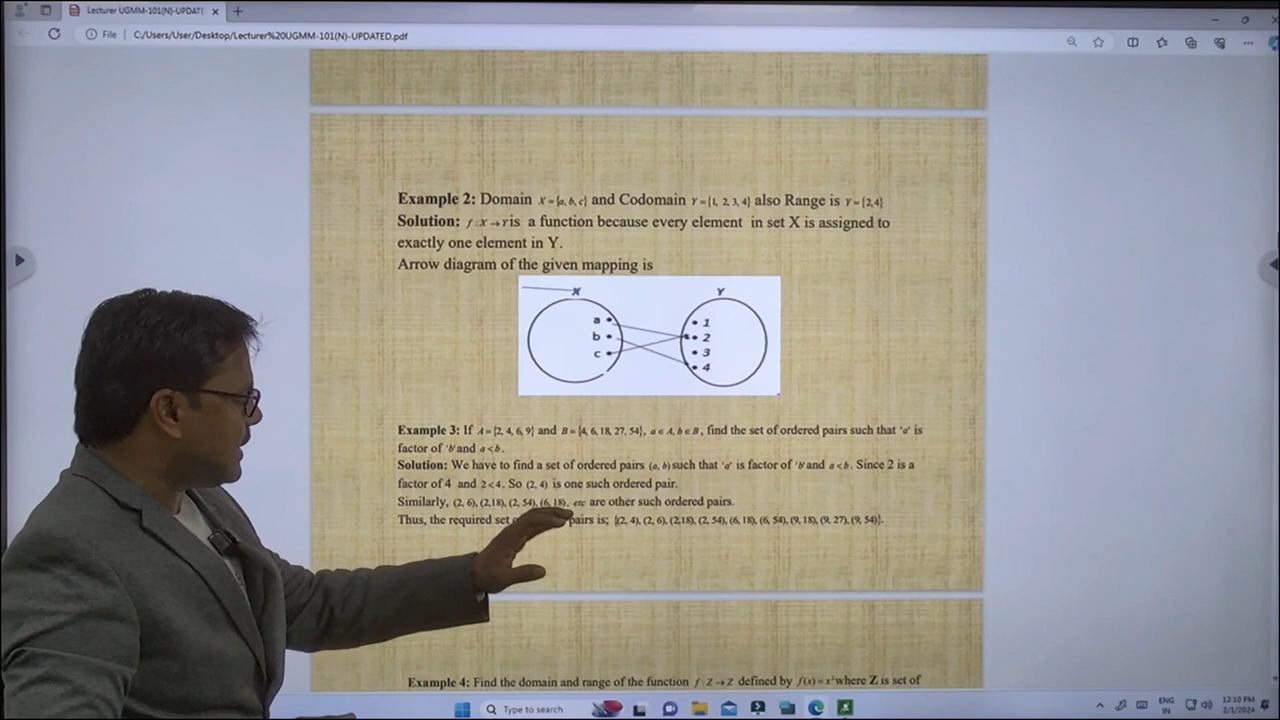 Lecturer UGMM-101(N)-UPDATE
File C:/Users/User/Desktop/Lecturer%20UGMM-101(N)-UPDATED.pdf
Example 2: Domain X = {a, b, c} and Codomain Y = {1, 2, 3, 4} also Range is Y = {2, 4}
Solution: f : X → Y is a function because every element in set X is assigned to
exactly one element in Y.
Arrow diagram of the given mapping is
X Y
a 1
b 2
c 3
4
Example 3: If A = {2, 4, 6, 9} and B = {4, 6, 18, 27, 54}, a ∈ A, b ∈ B, find the set of ordered pairs such that 'a' is
factor of 'b' and a < b.
Solution: We have to find a set of ordered pairs (a, b) such that 'a' is factor of 'b' and a < b. Since 2 is a
factor of 4 and 2 < 4. So (2, 4) is one such ordered pair.
Similarly, (2, 6), (2,18), (2, 54), (6, 18), etc are other such ordered pairs.
Thus, the required set pairs is; {(2, 4), (2, 6), (2,18), (2, 54), (6, 18), (6, 54), (9, 18), (9, 27), (9, 54)}.
Example 4: Find the domain and range of the function f : Z → Z defined by f(x) = x² where Z is set of
Type to search
ENG
IN
12:10 PM
2/1/2024